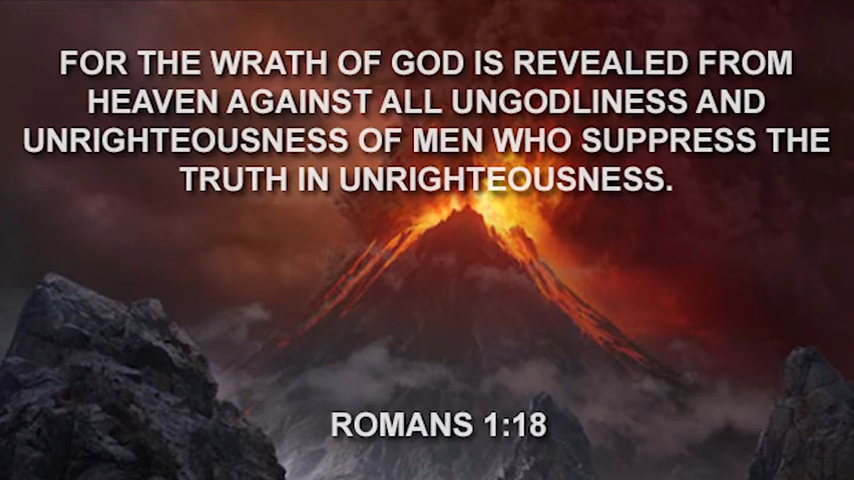 FOR THE WRATH OF GOD IS REVEALED FROM
HEAVEN AGAINST ALL UNGODLINESS AND
UNRIGHTEOUSNESS OF MEN WHO SUPPRESS THE
TRUTH IN UNRIGHTEOUSNESS.
ROMANS 1:18